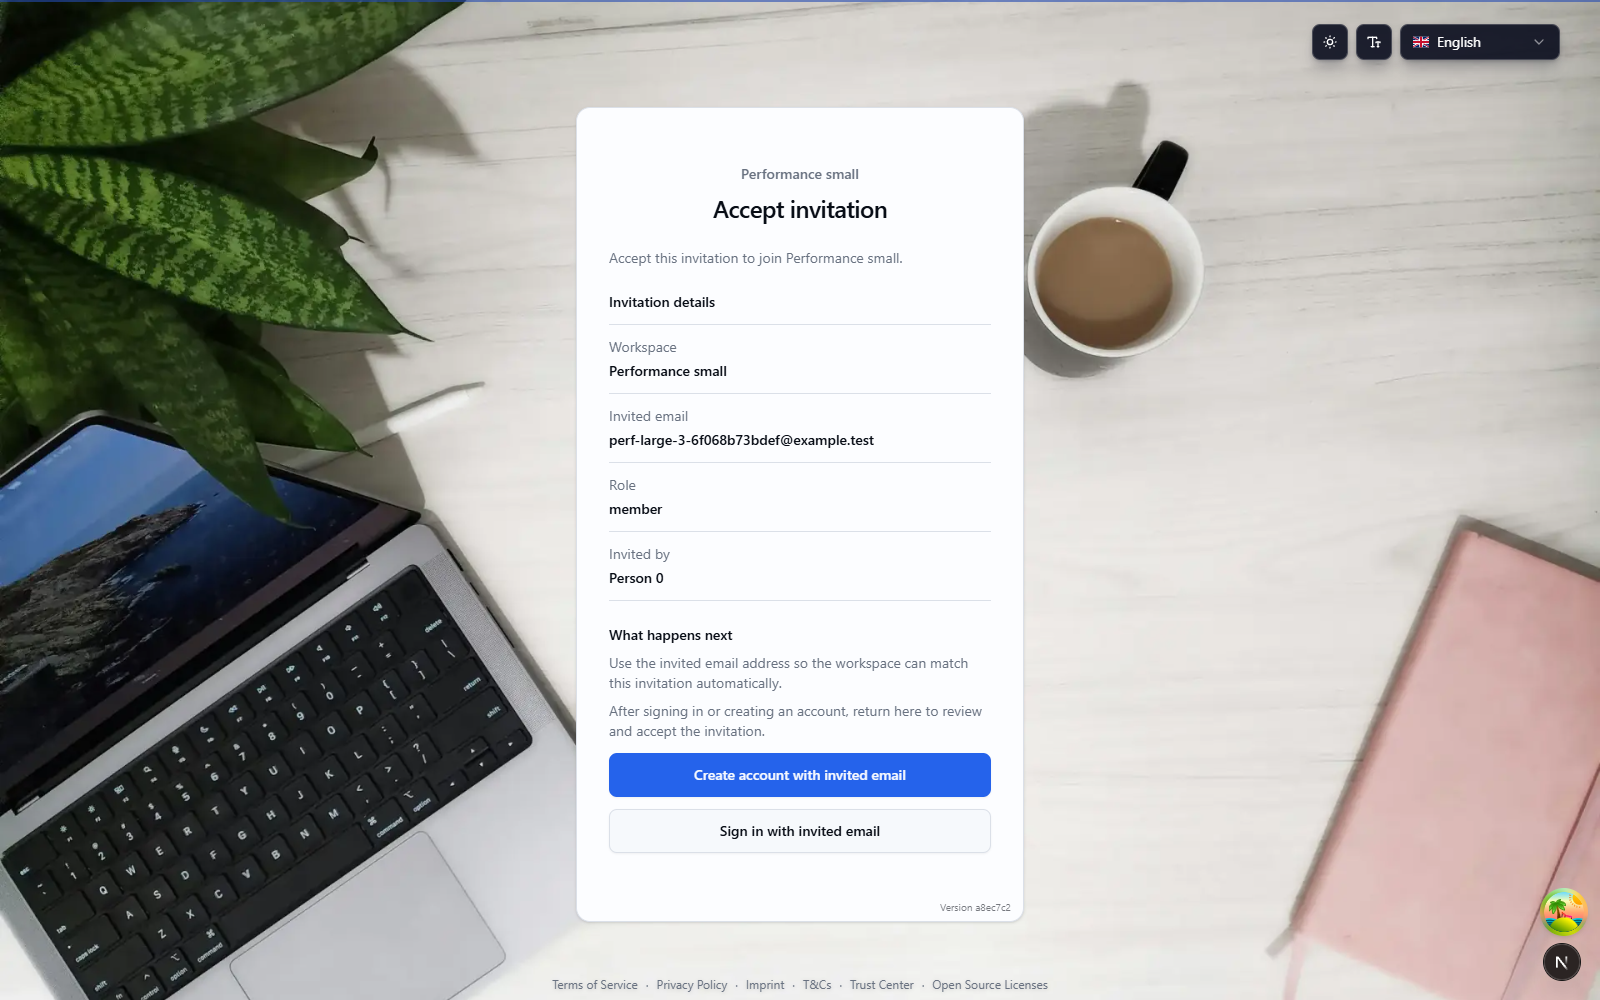 English
Performance small
Accept invitation
Accept this invitation to join Performance small.
Invitation details
Workspace
Performance small
Invited email
perf-large-3-6f068b73bdef@example.test
Role
member
Invited by
Person 0
What happens next
Use the invited email address so the workspace can match
this invitation automatically.
After signing in or creating an account, return here to review
and accept the invitation.
Create account with invited email
Sign in with invited email
Version a8ec7c2
Terms of Service · Privacy Policy · Imprint · T&Cs · Trust Center · Open Source Licenses